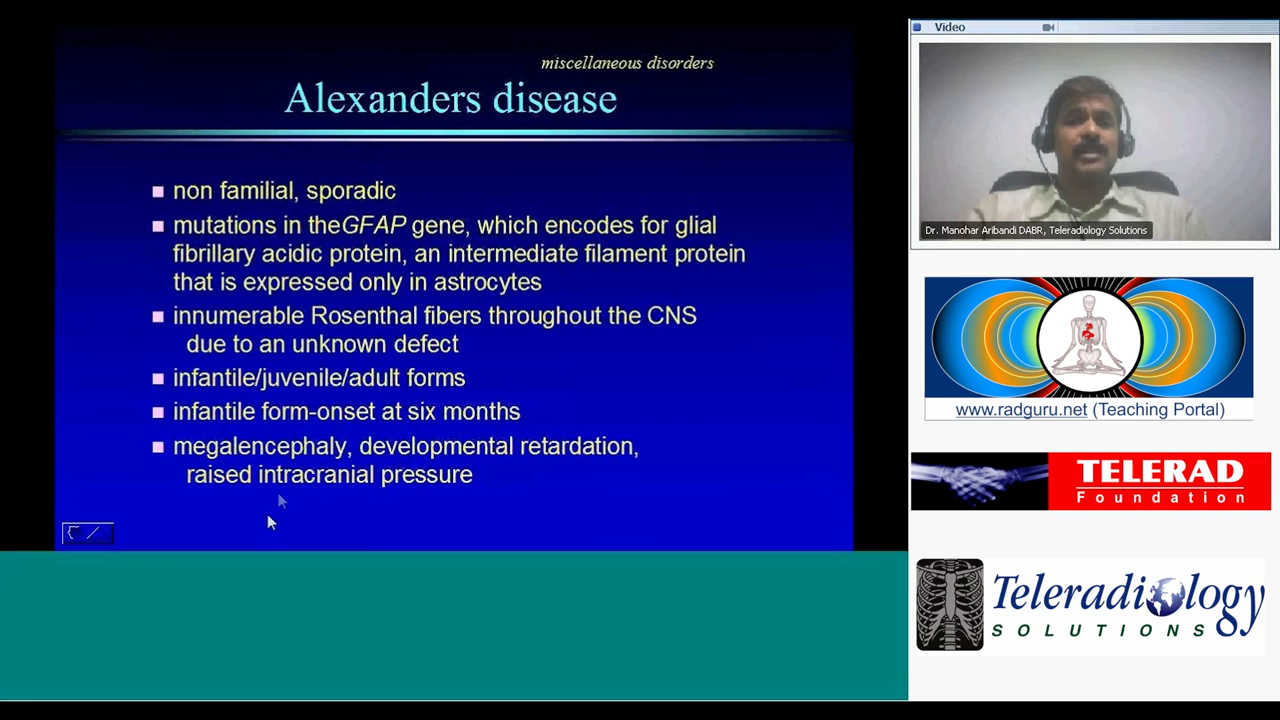 miscellaneous disorders
Alexanders disease
non familial, sporadic
mutations in theGFAP gene, which encodes for glial
fibrillary acidic protein, an intermediate filament protein
that is expressed only in astrocytes
innumerable Rosenthal fibers throughout the CNS
due to an unknown defect
infantile/juvenile/adult forms
infantile form-onset at six months
megalencephaly, developmental retardation,
raised intracranial pressure
Video
Dr. Manohar Aribandi DABR, Teleradiology Solutions
www.radguru.net (Teaching Portal)
TELERAD
Foundation
Teleradiology
SOLUTIONS